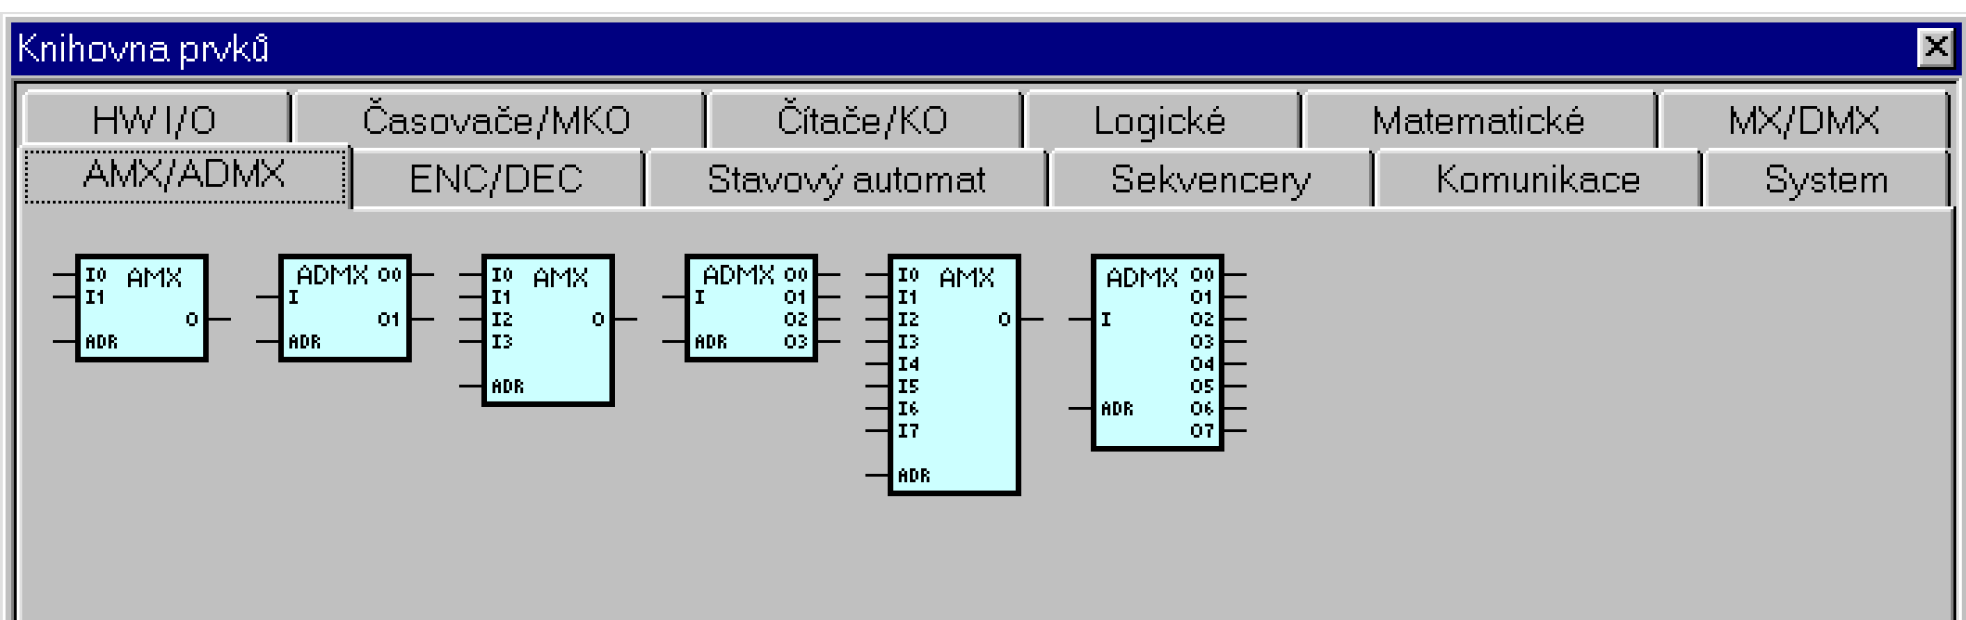 Knihovna prvků
HW I/O Časovače/MKO Čítače/KO Logické Matematické MX/DMX
AMX/ADMX ENC/DEC Stavový automat Sekvencery Komunikace System
I0 AMX
I1
O
ADR
ADMX O0
I
O1
ADR
I0 AMX
I1
I2 O
I3
ADR
ADMX O0
I O1
O2
ADR O3
I0 AMX
I1
I2 O
I3
I4
I5
I6
I7
ADR
ADMX O0
O1
I O2
O3
O4
O5
ADR O6
O7